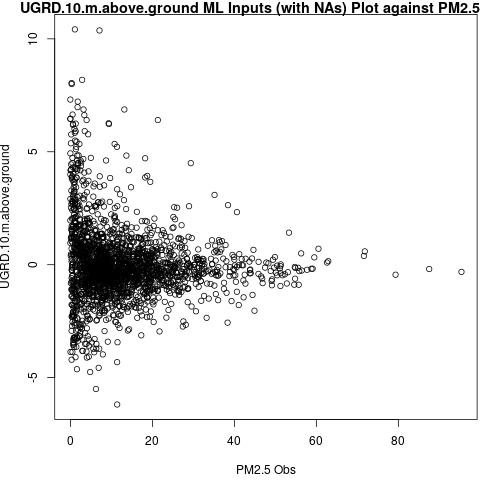 UGRD.10.m.above.ground ML Inputs (with NAs) Plot against PM2.5
UGRD.10.m.above.ground
10
5
0
-5
0 20 40 60 80
PM2.5 Obs